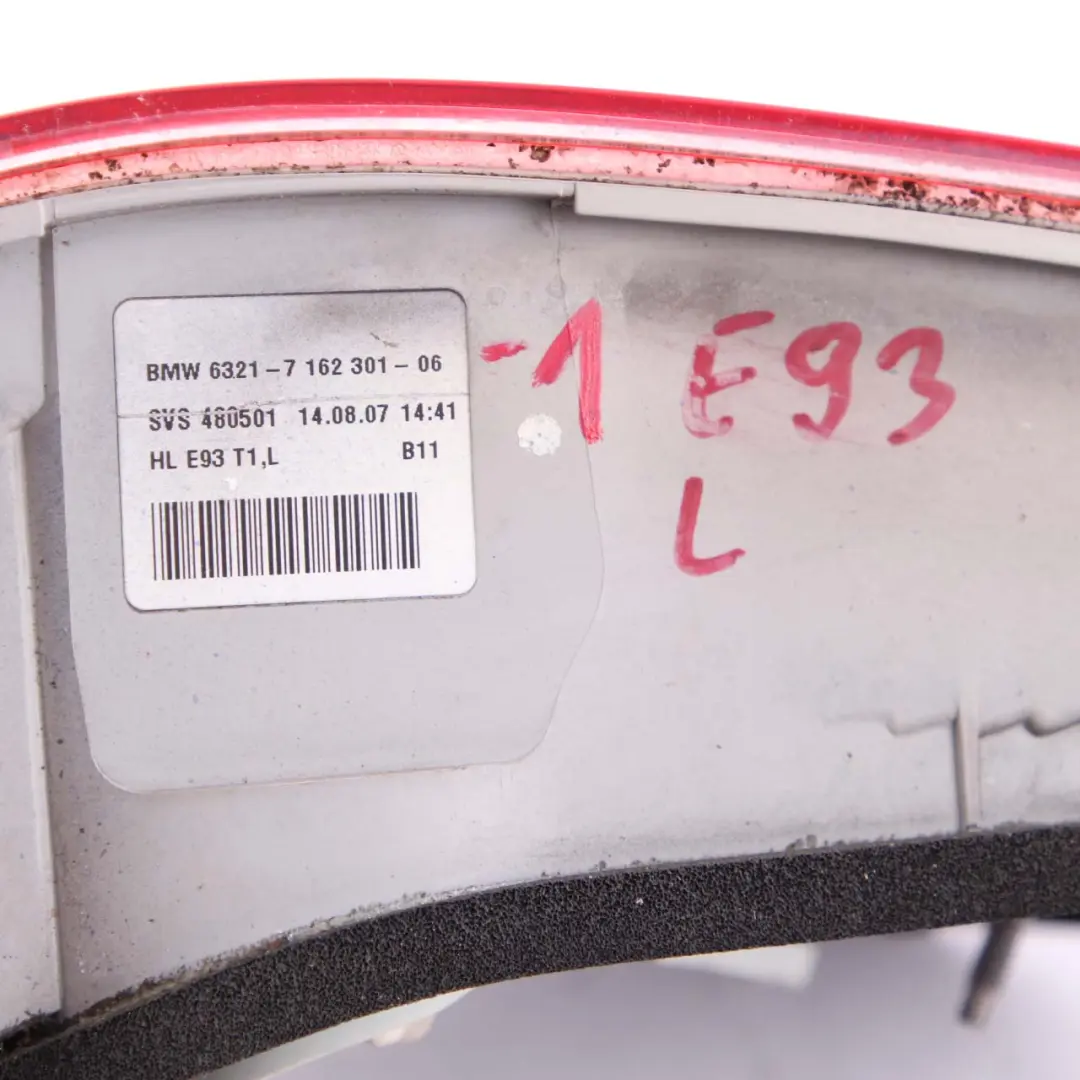 BMW 6321-7 162 301-06
SVS 480501 14.08.07 14:41
HL E93 T1,L B11
-1 E93
L